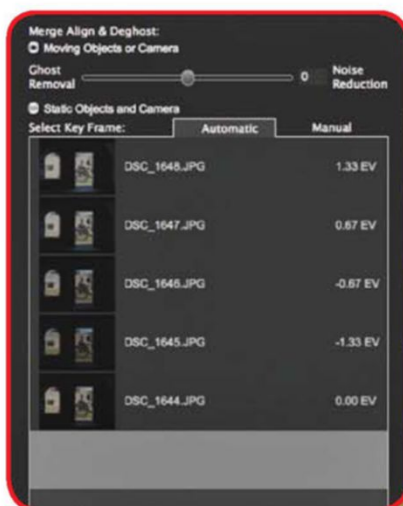 Merge Align & Deghost:
Moving Objects or Camera
Ghost Removal 0 Noise Reduction
Static Objects and Camera
Select Key Frame: Automatic Manual
DSC_1648.JPG 1.33 EV
DSC_1647.JPG 0.67 EV
DSC_1646.JPG -0.67 EV
DSC_1645.JPG -1.33 EV
DSC_1644.JPG 0.00 EV